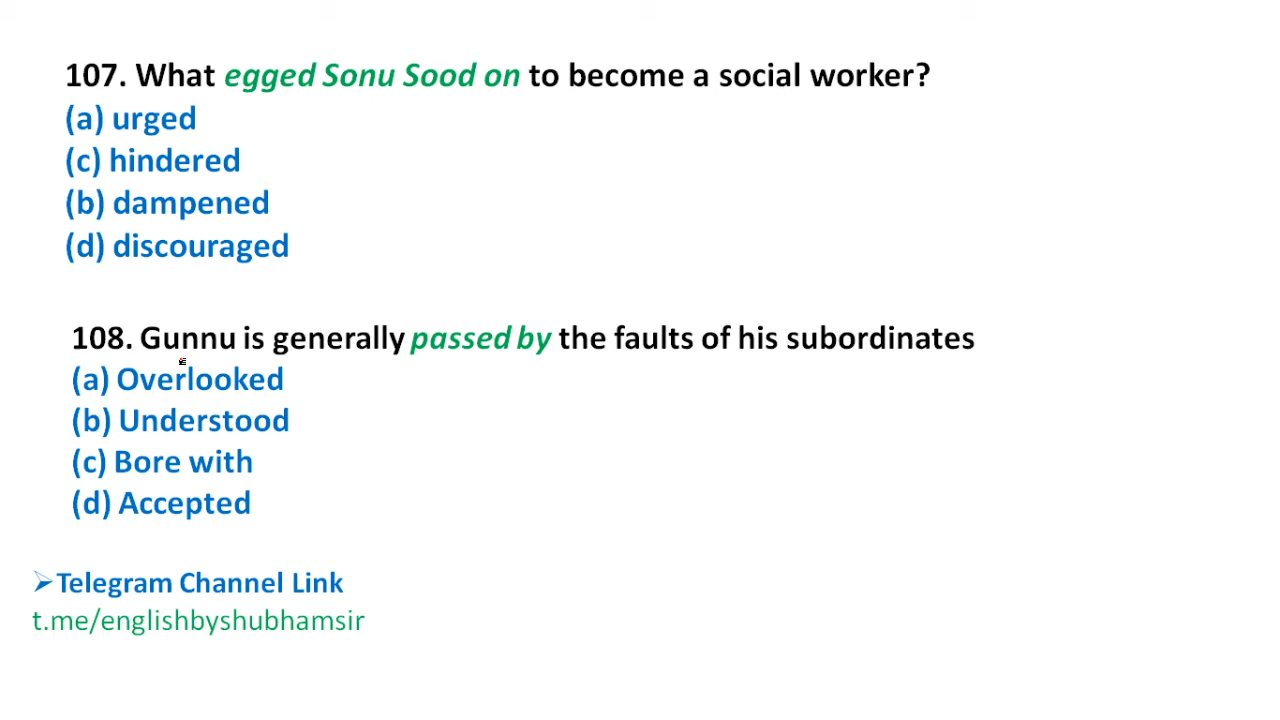 107. What egged Sonu Sood on to become a social worker?
(a) urged
(c) hindered
(b) dampened
(d) discouraged
108. Gunnu is generally passed by the faults of his subordinates
(a) Overlooked
(b) Understood
(c) Bore with
(d) Accepted
➢Telegram Channel Link
t.me/englishbyshubhamsir